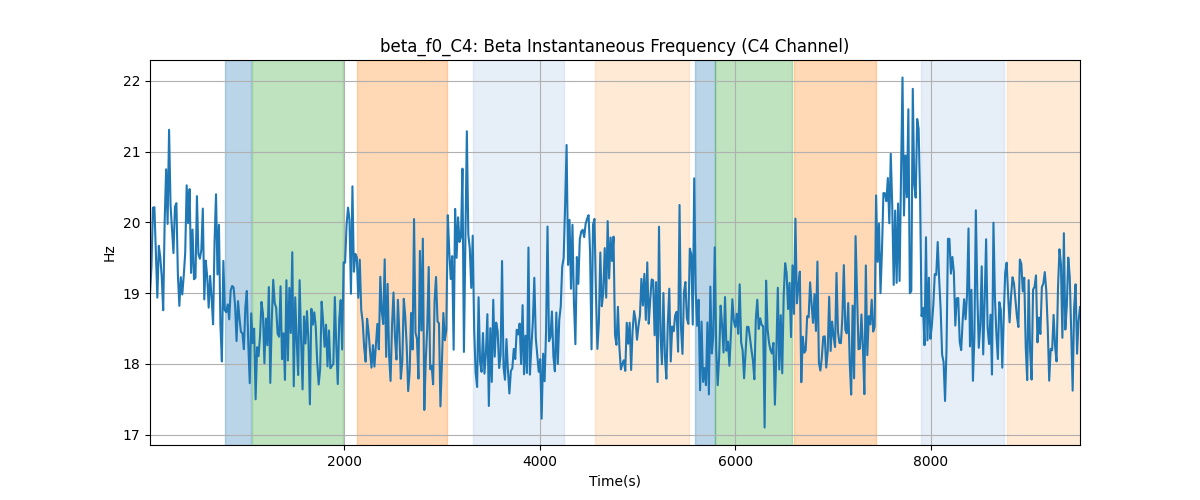 beta_f0_C4: Beta Instantaneous Frequency (C4 Channel)
22
21
20
19
18
17
Hz
2000 4000 6000 8000
Time(s)